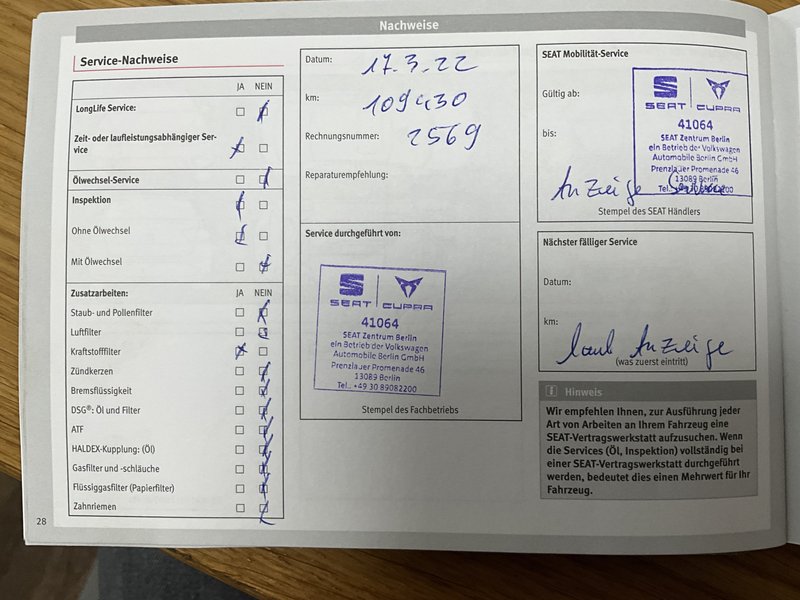 Nachweise
Service-Nachweise
JA NEIN
LongLife Service:
Zeit- oder laufleistungsabhängiger Ser-
vice
Ölwechsel-Service
Inspektion
Ohne Ölwechsel
Mit Ölwechsel
Zusatzarbeiten: JA NEIN
Staub- und Pollenfilter
Luftfilter
Kraftstofffilter
Zündkerzen
Bremsflüssigkeit
DSG®: Öl und Filter
ATF
HALDEX-Kupplung: (Öl)
Gasfilter und -schläuche
Flüssiggasfilter (Papierfilter)
Zahnriemen
28
Datum: 17.3.22
km: 109430
Rechnungsnummer: 2569
Reparaturempfehlung:
Service durchgeführt von:
SEAT CUPRA
41064
SEAT Zentrum Berlin
ein Betrieb der Volkswagen
Automobile Berlin GmbH
Prenzlauer Promenade 46
13089 Berlin
Tel.: +49 30 89082200
Stempel des Fachbetriebs
SEAT Mobilität-Service
Gültig ab:
bis:
SEAT CUPRA
41064
SEAT Zentrum Berlin
ein Betrieb der Volkswagen
Automobile Berlin GmbH
Prenzlauer Promenade 46
13089 Berlin
Tel.: +49 30 89082200
Anzeige Service
Stempel des SEAT Händlers
Nächster fälliger Service
Datum:
km:
laut Anzeige
(was zuerst eintritt)
Hinweis
Wir empfehlen Ihnen, zur Ausführung jeder
Art von Arbeiten an Ihrem Fahrzeug eine
SEAT-Vertragswerkstatt aufzusuchen. Wenn
die Services (Öl, Inspektion) vollständig bei
einer SEAT-Vertragswerkstatt durchgeführt
werden, bedeutet dies einen Mehrwert für Ihr
Fahrzeug.